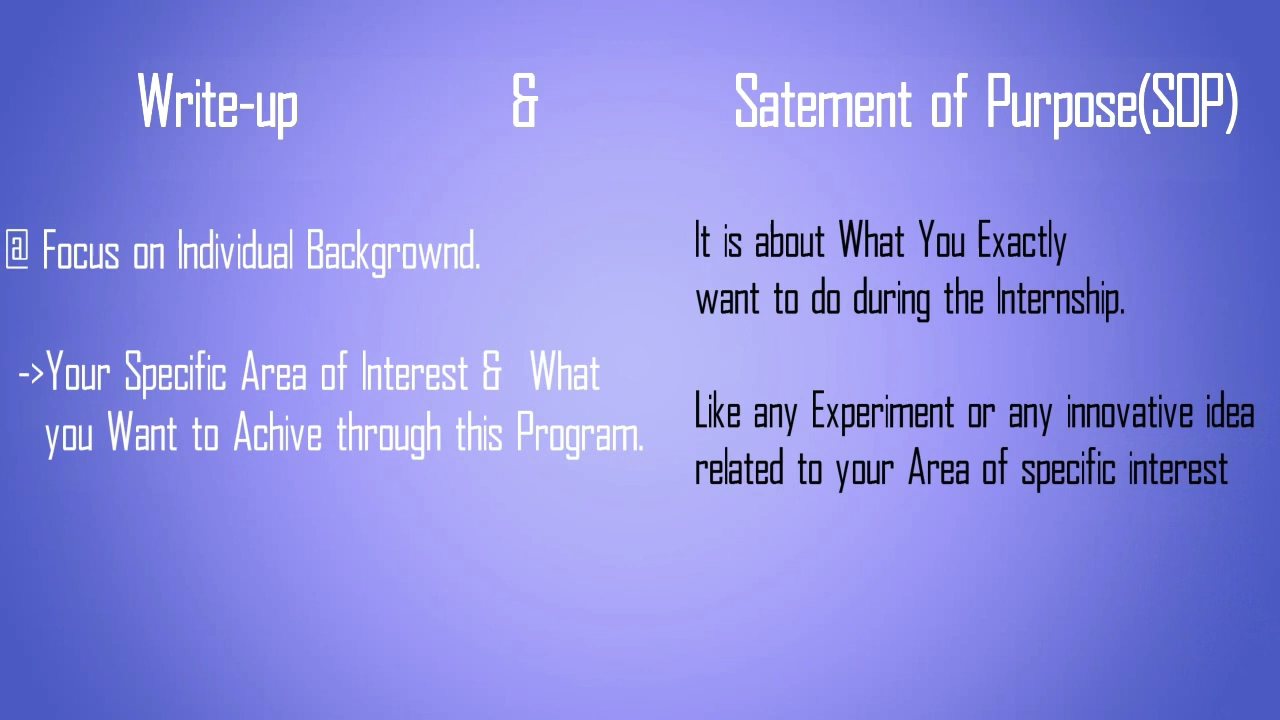 Write-up & Satement of Purpose(SOP)
@ Focus on Individual Backgrownd.
->Your Specific Area of Interest & What
you Want to Achive through this Program.
It is about What You Exactly
want to do during the Internship.
Like any Experiment or any innovative idea
related to your Area of specific interest